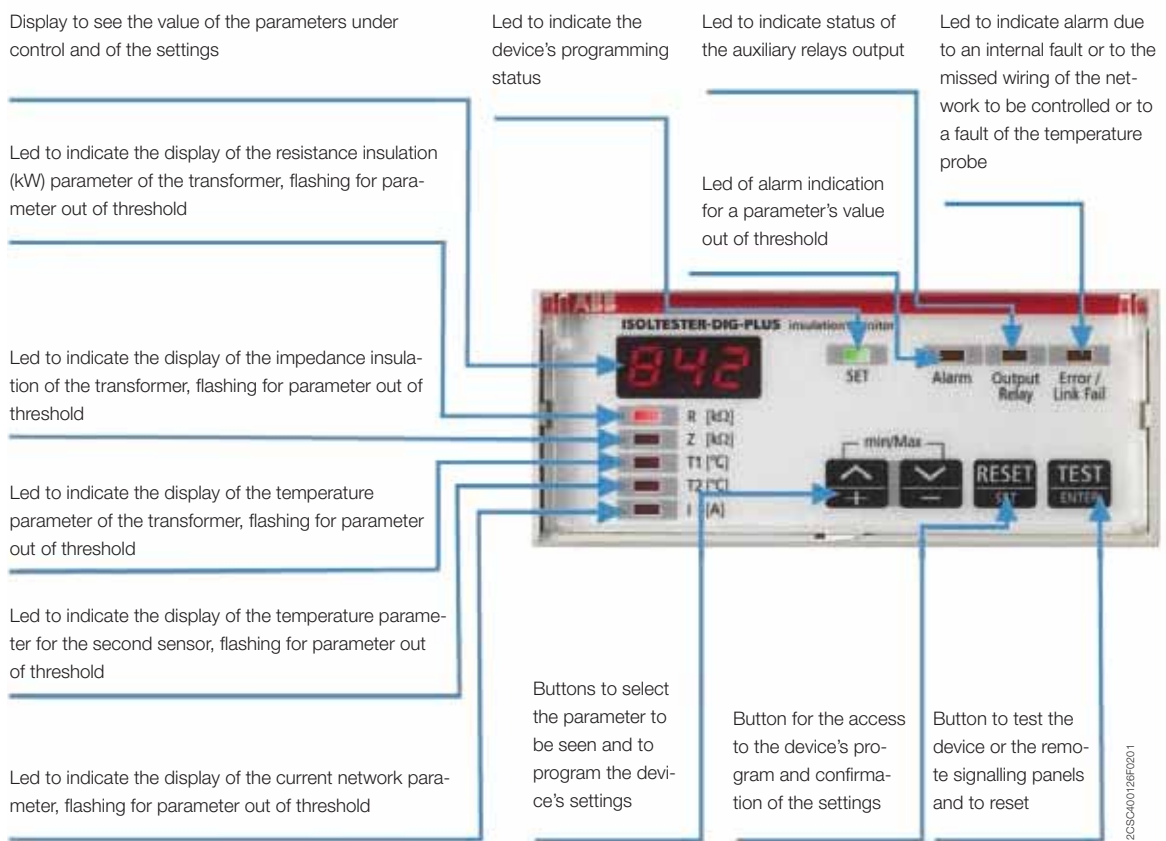 Display to see the value of the parameters under
control and of the settings
Led to indicate the
device's programming
status
Led to indicate status of
the auxiliary relays output
Led to indicate alarm due
to an internal fault or to the
missed wiring of the net-
work to be controlled or to
a fault of the temperature
probe
Led to indicate the display of the resistance insulation
(kW) parameter of the transformer, flashing for para-
meter out of threshold
Led of alarm indication
for a parameter's value
out of threshold
Led to indicate the display of the impedance insula-
tion of the transformer, flashing for parameter out of
threshold
Led to indicate the display of the temperature
parameter of the transformer, flashing for parameter
out of threshold
Led to indicate the display of the temperature parame-
ter for the second sensor, flashing for parameter out
of threshold
Led to indicate the display of the current network para-
meter, flashing for parameter out of threshold
ABB
ISOLTESTER-DIG-PLUS insulation
842
SET
Alarm
Output
Relay
Error /
Link Fail
R [kΩ]
Z [kΩ]
T1 [°C]
T2 [°C]
I [A]
min/Max
+
−
RESET
SET
TEST
ENTER
Buttons to select
the parameter to
be seen and to
program the devi-
ce's settings
Button for the access
to the device's pro-
gram and confirma-
tion of the settings
Button to test the
device or the remo-
te signalling panels
and to reset
2CSC400126F0201